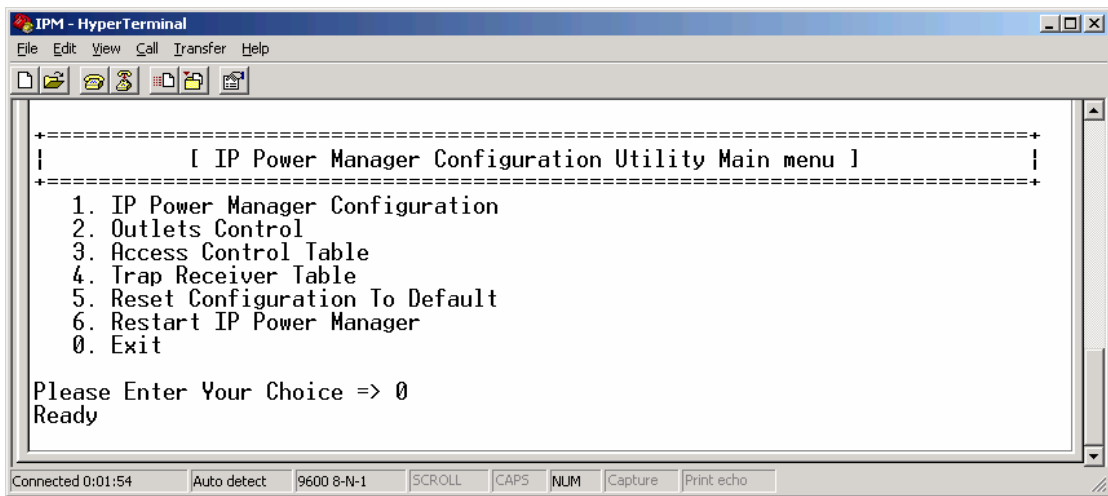 IPM - HyperTerminal
File Edit View Call Transfer Help
+============================================================================+
¦ [ IP Power Manager Configuration Utility Main menu ] ¦
+============================================================================+
1. IP Power Manager Configuration
2. Outlets Control
3. Access Control Table
4. Trap Receiver Table
5. Reset Configuration To Default
6. Restart IP Power Manager
0. Exit
Please Enter Your Choice => 0
Ready
Connected 0:01:54 Auto detect 9600 8-N-1 SCROLL CAPS NUM Capture Print echo